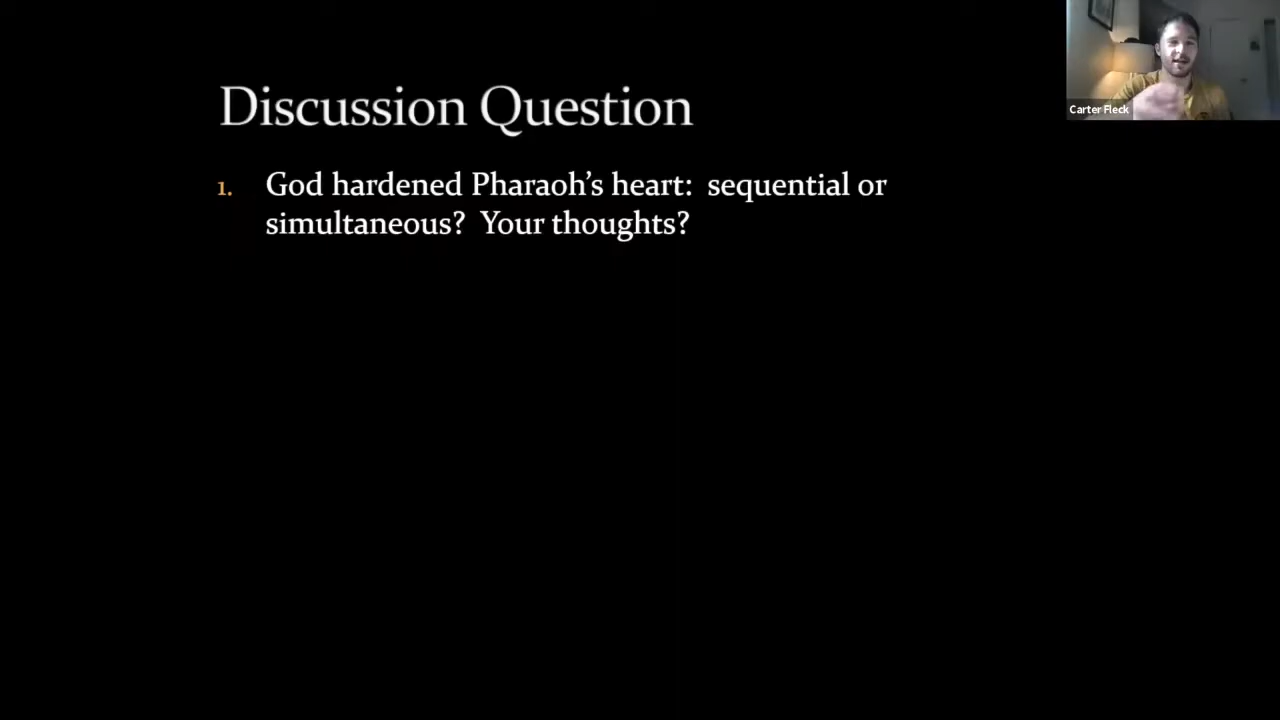 Carter Fleck
Discussion Question
1. God hardened Pharaoh's heart:  sequential or
simultaneous?  Your thoughts?